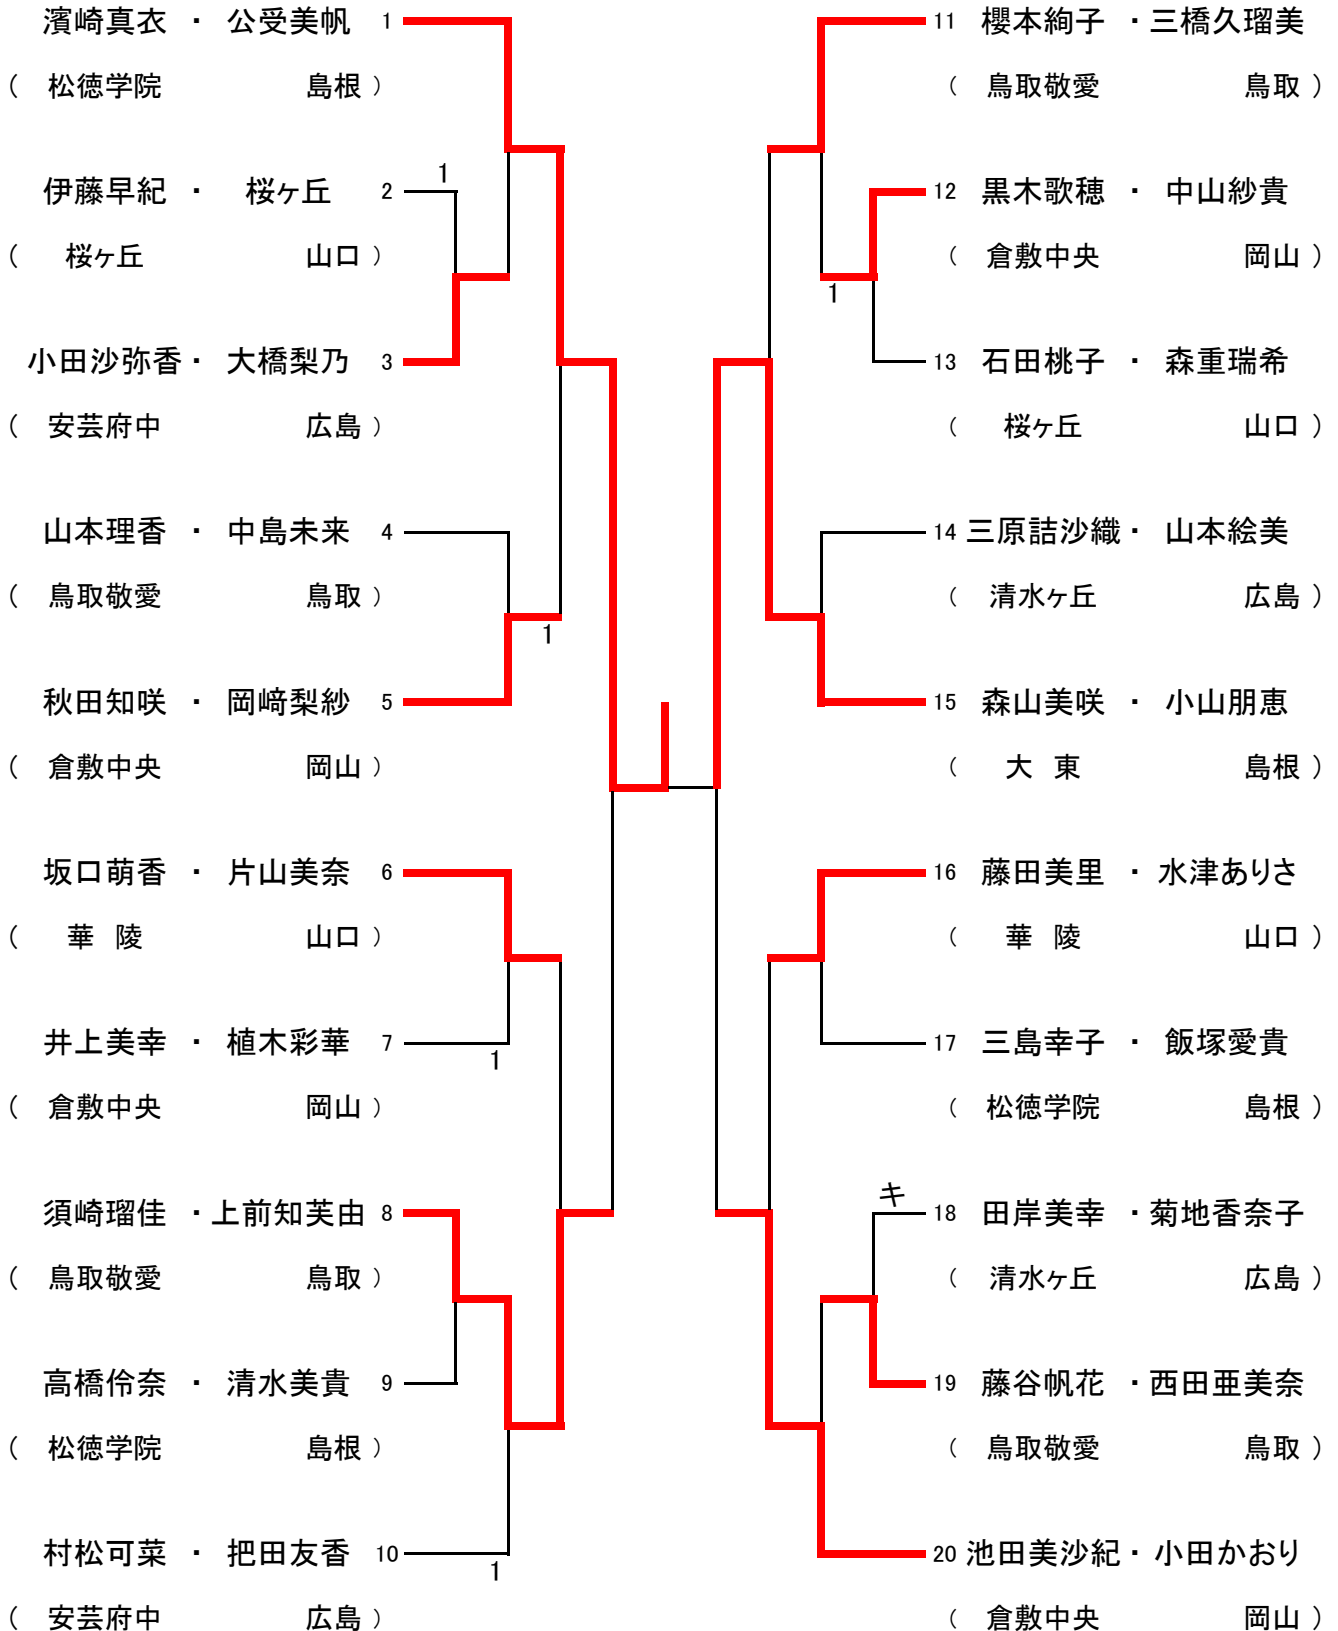 濱崎真衣 ・ 公受美帆 1
( 松徳学院 島根 )
1
伊藤早紀 ・ 桜ヶ丘 2
( 桜ヶ丘 山口 )
小田沙弥香・ 大橋梨乃 3
( 安芸府中 広島 )
山本理香 ・ 中島未来 4
( 鳥取敬愛 鳥取 )
1
秋田知咲 ・ 岡﨑梨紗 5
( 倉敷中央 岡山 )
坂口萌香 ・ 片山美奈 6
( 華 陵 山口 )
井上美幸 ・ 植木彩華 7
1
( 倉敷中央 岡山 )
須崎瑠佳 ・上前知芙由 8
( 鳥取敬愛 鳥取 )
高橋伶奈 ・ 清水美貴 9
( 松徳学院 島根 )
村松可菜 ・ 把田友香 10
1
( 安芸府中 広島 )
11 櫻本絢子 ・三橋久瑠美
( 鳥取敬愛 鳥取 )
12 黒木歌穂 ・ 中山紗貴
( 倉敷中央 岡山 )
1
13 石田桃子 ・ 森重瑞希
( 桜ヶ丘 山口 )
14 三原詰沙織・ 山本絵美
( 清水ヶ丘 広島 )
15 森山美咲 ・ 小山朋恵
( 大 東 島根 )
16 藤田美里 ・ 水津ありさ
( 華 陵 山口 )
17 三島幸子 ・ 飯塚愛貴
( 松徳学院 島根 )
キ
18 田岸美幸 ・菊地香奈子
( 清水ヶ丘 広島 )
19 藤谷帆花 ・西田亜美奈
( 鳥取敬愛 鳥取 )
20 池田美沙紀・ 小田かおり
( 倉敷中央 岡山 )